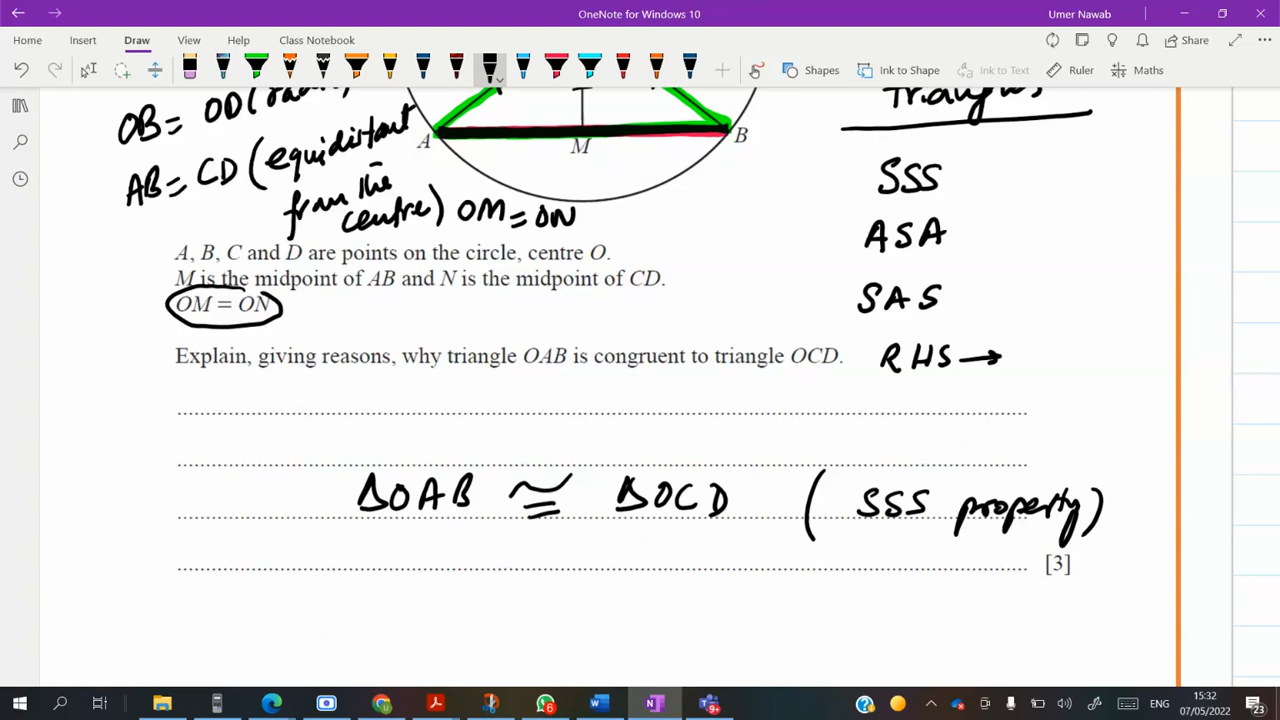 OneNote for Windows 10
Umer Nawab
Home Insert Draw View Help Class Notebook
Share
Shapes Ink to Shape Ink to Text Ruler Maths
OB = OD (
Triangles
AB = CD (equidistant
from the
centre) OM = ON
A
M
B
SSS
ASA
SAS
RHS →
A, B, C and D are points on the circle, centre O.
M is the midpoint of AB and N is the midpoint of CD.
OM = ON
Explain, giving reasons, why triangle OAB is congruent to triangle OCD.
ΔOAB ≅ ΔOCD ( SSS property)
[3]
ENG
15:32
07/05/2022
6
9+
23